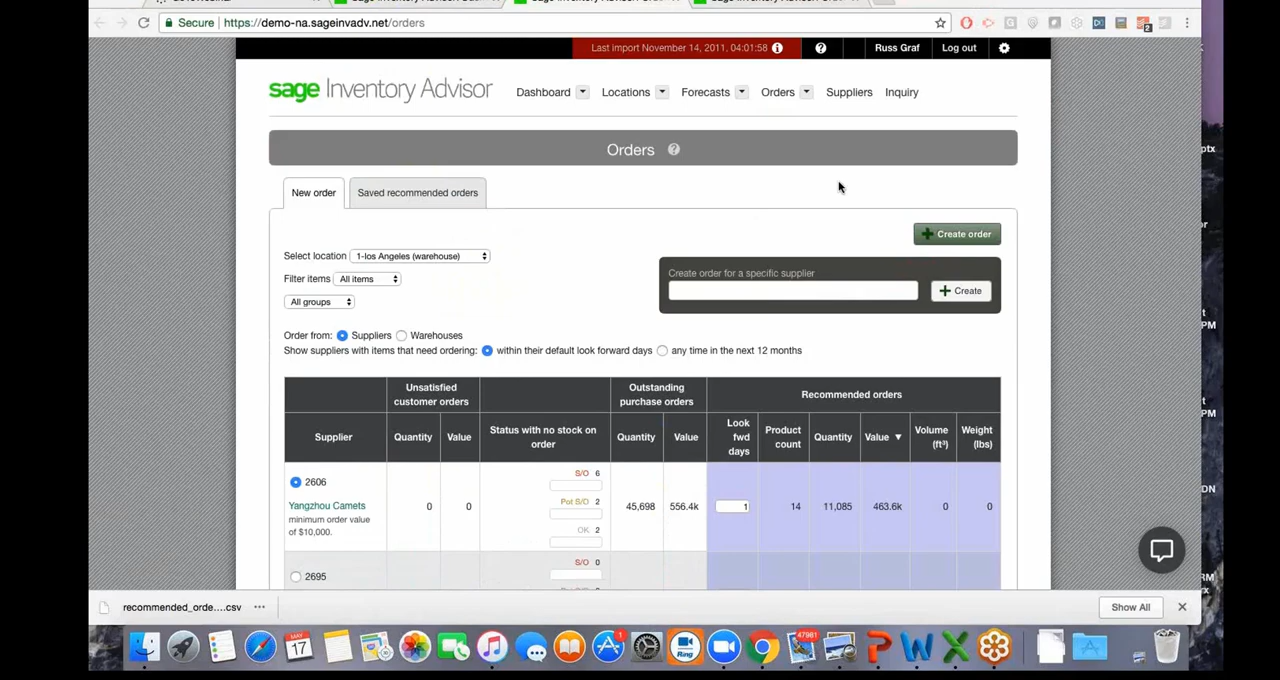 Secure https://demo-na.sageinvadv.net/orders
2
Last import November 14, 2011, 04:01:58
Russ Graf Log out
sage Inventory Advisor
Dashboard Locations Forecasts Orders Suppliers Inquiry
Orders
New order Saved recommended orders
Create order
Select location 1-los Angeles (warehouse)
Create order for a specific supplier
Filter items All items
Create
All groups
Order from: Suppliers Warehouses
Show suppliers with items that need ordering: within their default look forward days any time in the next 12 months
Unsatisfied customer orders
Outstanding purchase orders
Recommended orders
Supplier Quantity Value Status with no stock on order Quantity Value Look fwd days Product count Quantity Value ▼ Volume (ft³) Weight (lbs)
2606
Yangzhou Camets
minimum order value of $10,000.
0 0
S/O 6
Pot S/O 2
OK 2
45,698 556.4k 1 14 11,085 463.6k 0 0
2695
S/O 0
recommended_orde....csv
Show All
MAY
17
1
Ring
47981